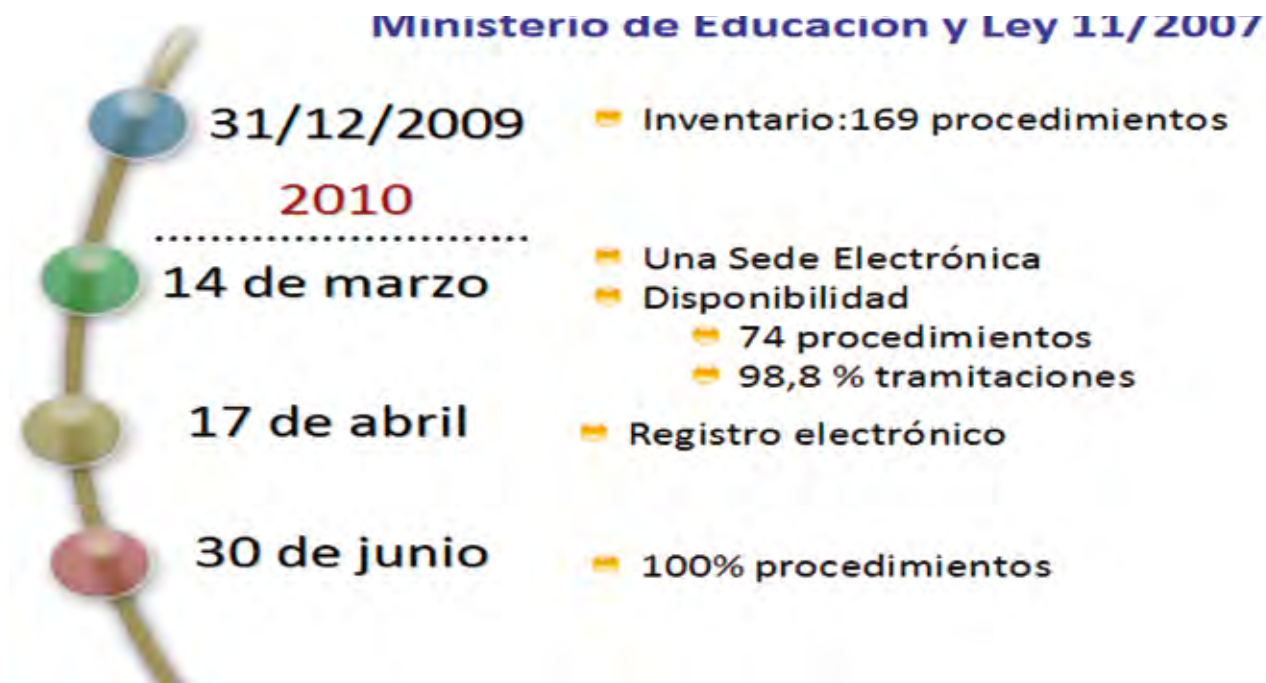 Ministerio de Educación y Ley 11/2007
31/12/2009
Inventario:169 procedimientos
2010
14 de marzo
Una Sede Electrónica
Disponibilidad
74 procedimientos
98,8 % tramitaciones
17 de abril
Registro electrónico
30 de junio
100% procedimientos